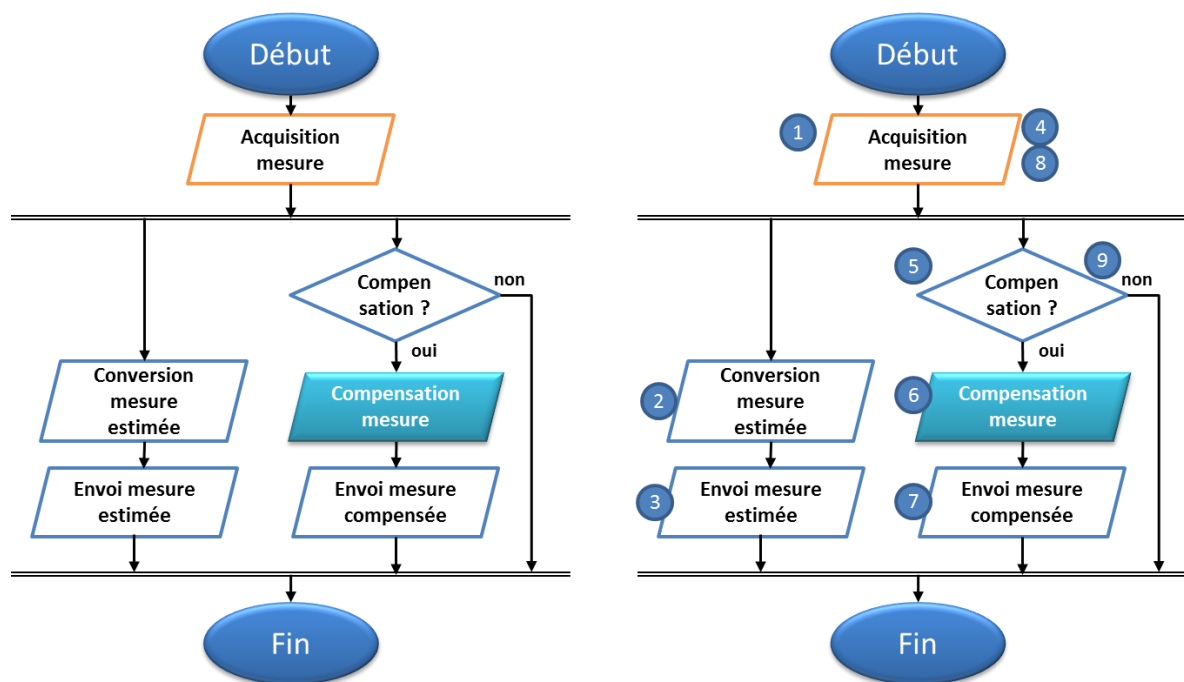 Début
Acquisition
mesure
Compen
sation ?
non
oui
Conversion
mesure
estimée
Compensation
mesure
Envoi mesure
estimée
Envoi mesure
compensée
Fin
Début
1
Acquisition
mesure
4
8
5
Compen
sation ?
9
non
oui
2
Conversion
mesure
estimée
6
Compensation
mesure
3
Envoi mesure
estimée
7
Envoi mesure
compensée
Fin